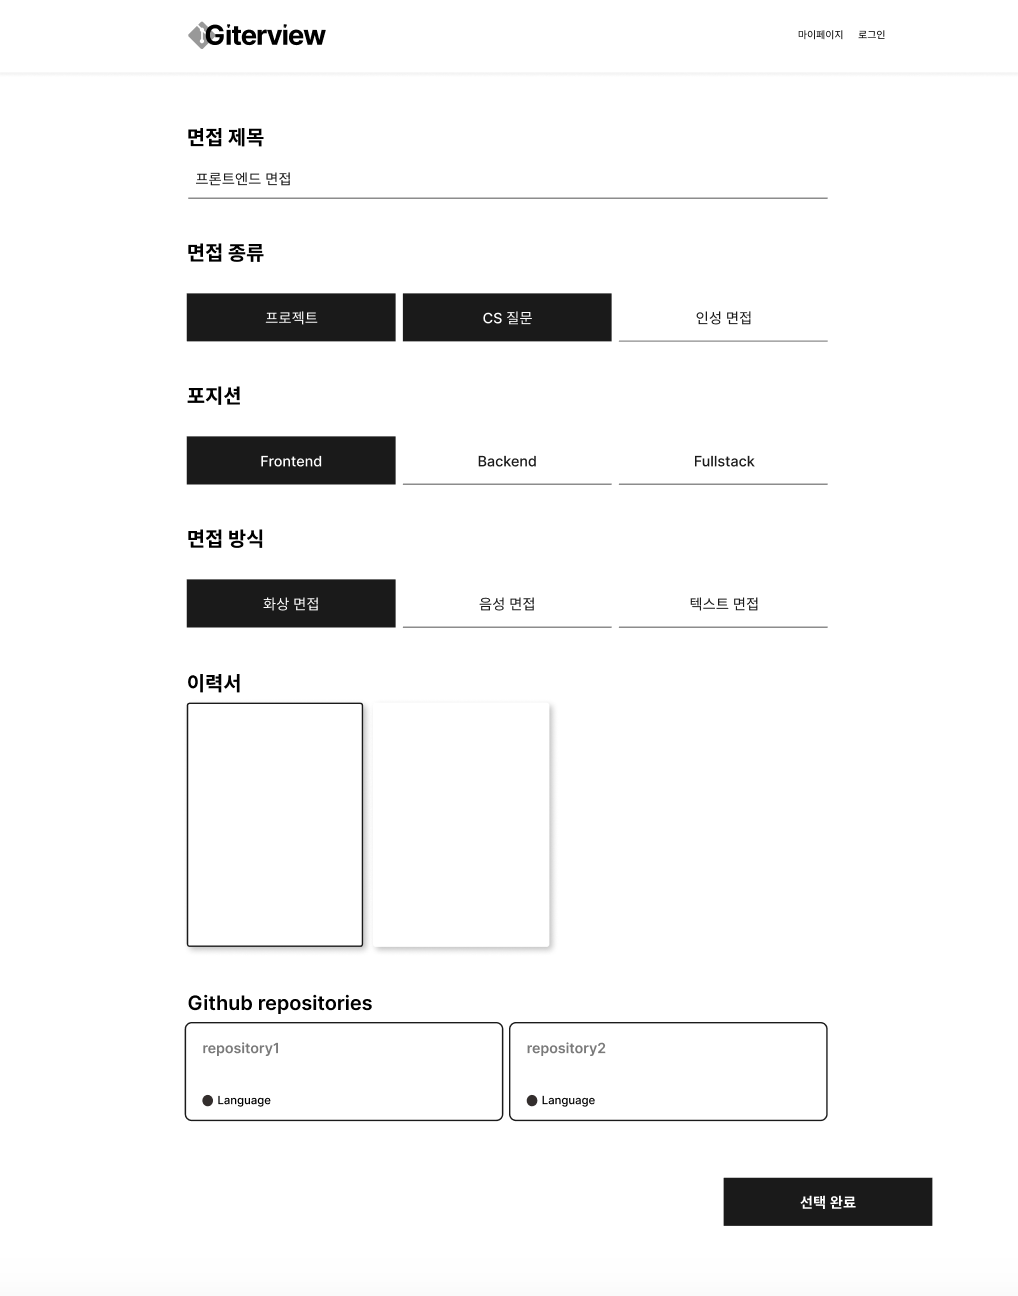 Giterview
마이페이지 로그인
면접 제목
프론트엔드 면접
면접 종류
프로젝트 CS 질문 인성 면접
포지션
Frontend Backend Fullstack
면접 방식
화상 면접 음성 면접 텍스트 면접
이력서
Github repositories
repository1 repository2
Language Language
선택 완료